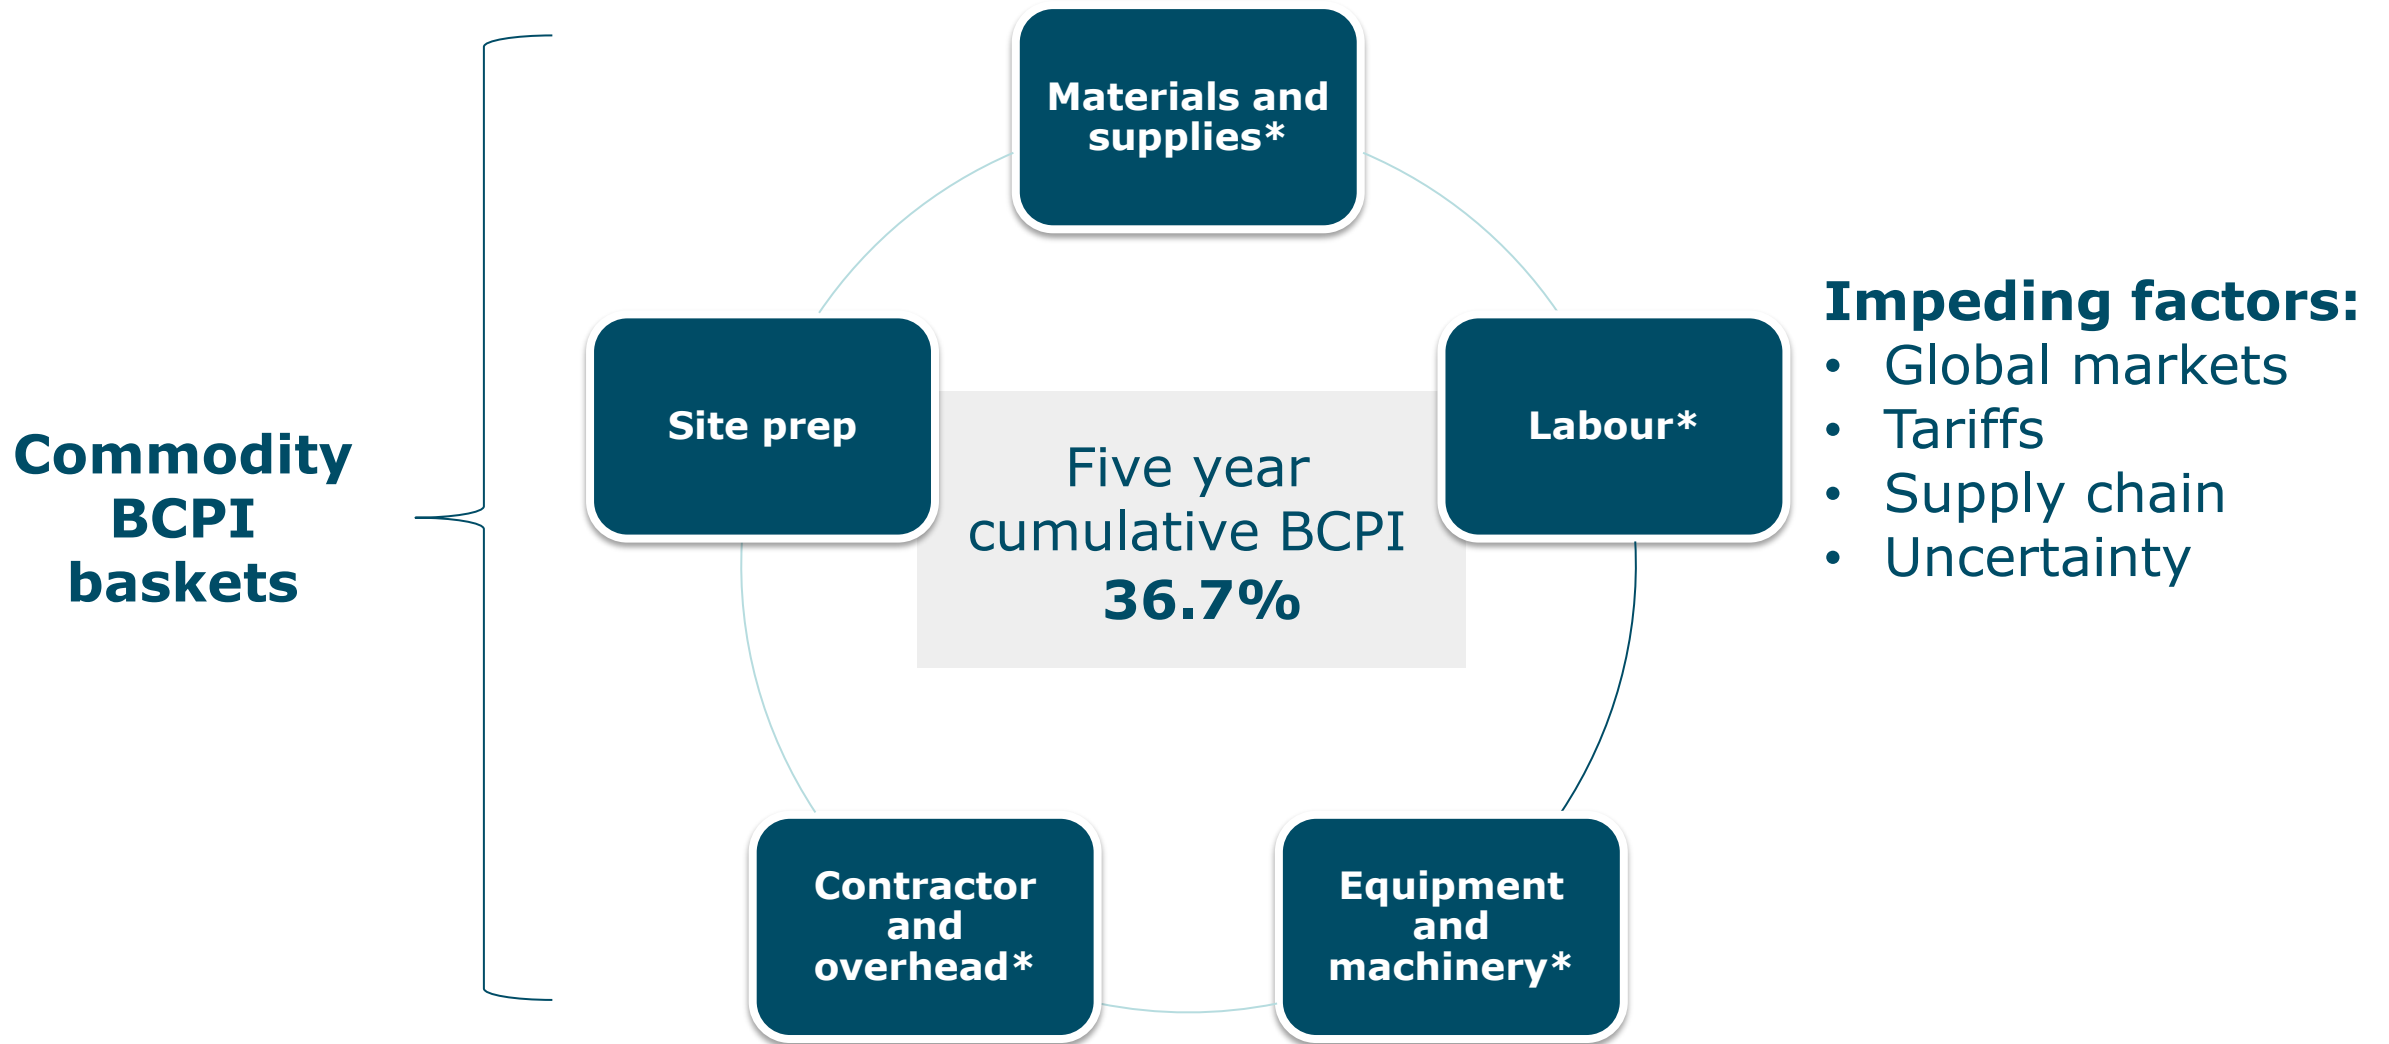 Commodity
BCPI
baskets
Materials and
supplies*
Site prep
Labour*
Five year
cumulative BCPI
36.7%
Contractor
and
overhead*
Equipment
and
machinery*
Impeding factors:
• Global markets
• Tariffs
• Supply chain
• Uncertainty